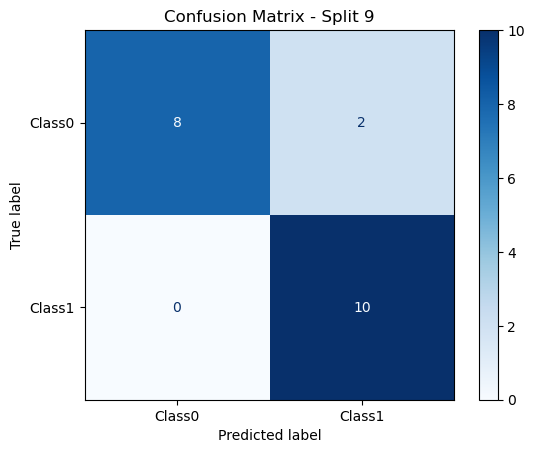 Confusion Matrix - Split 9
10
8
6
4
2
0
Class0
8
2
True label
Class1
0
10
Class0
Class1
Predicted label